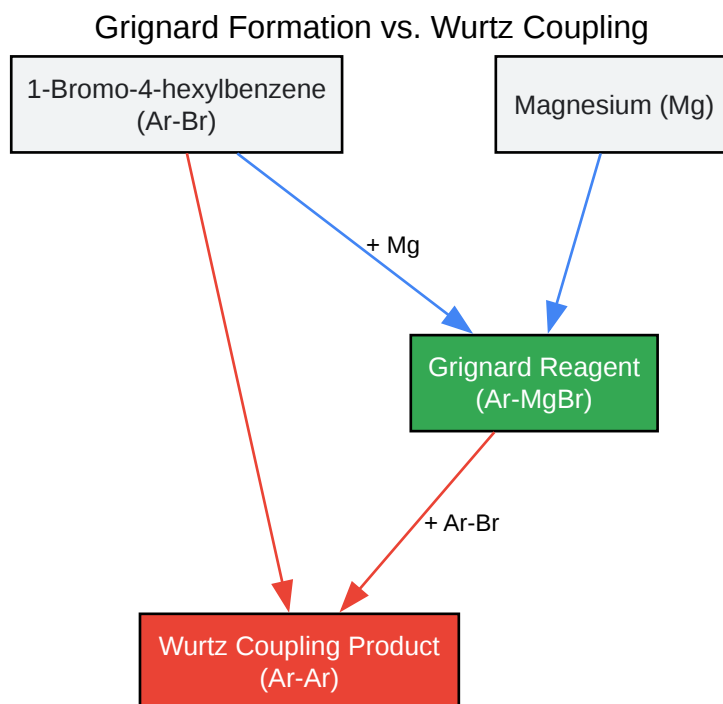 Grignard Formation vs. Wurtz Coupling
1-Bromo-4-hexylbenzene
(Ar-Br)
Magnesium (Mg)
+ Mg
Grignard Reagent
(Ar-MgBr)
+ Ar-Br
Wurtz Coupling Product
(Ar-Ar)